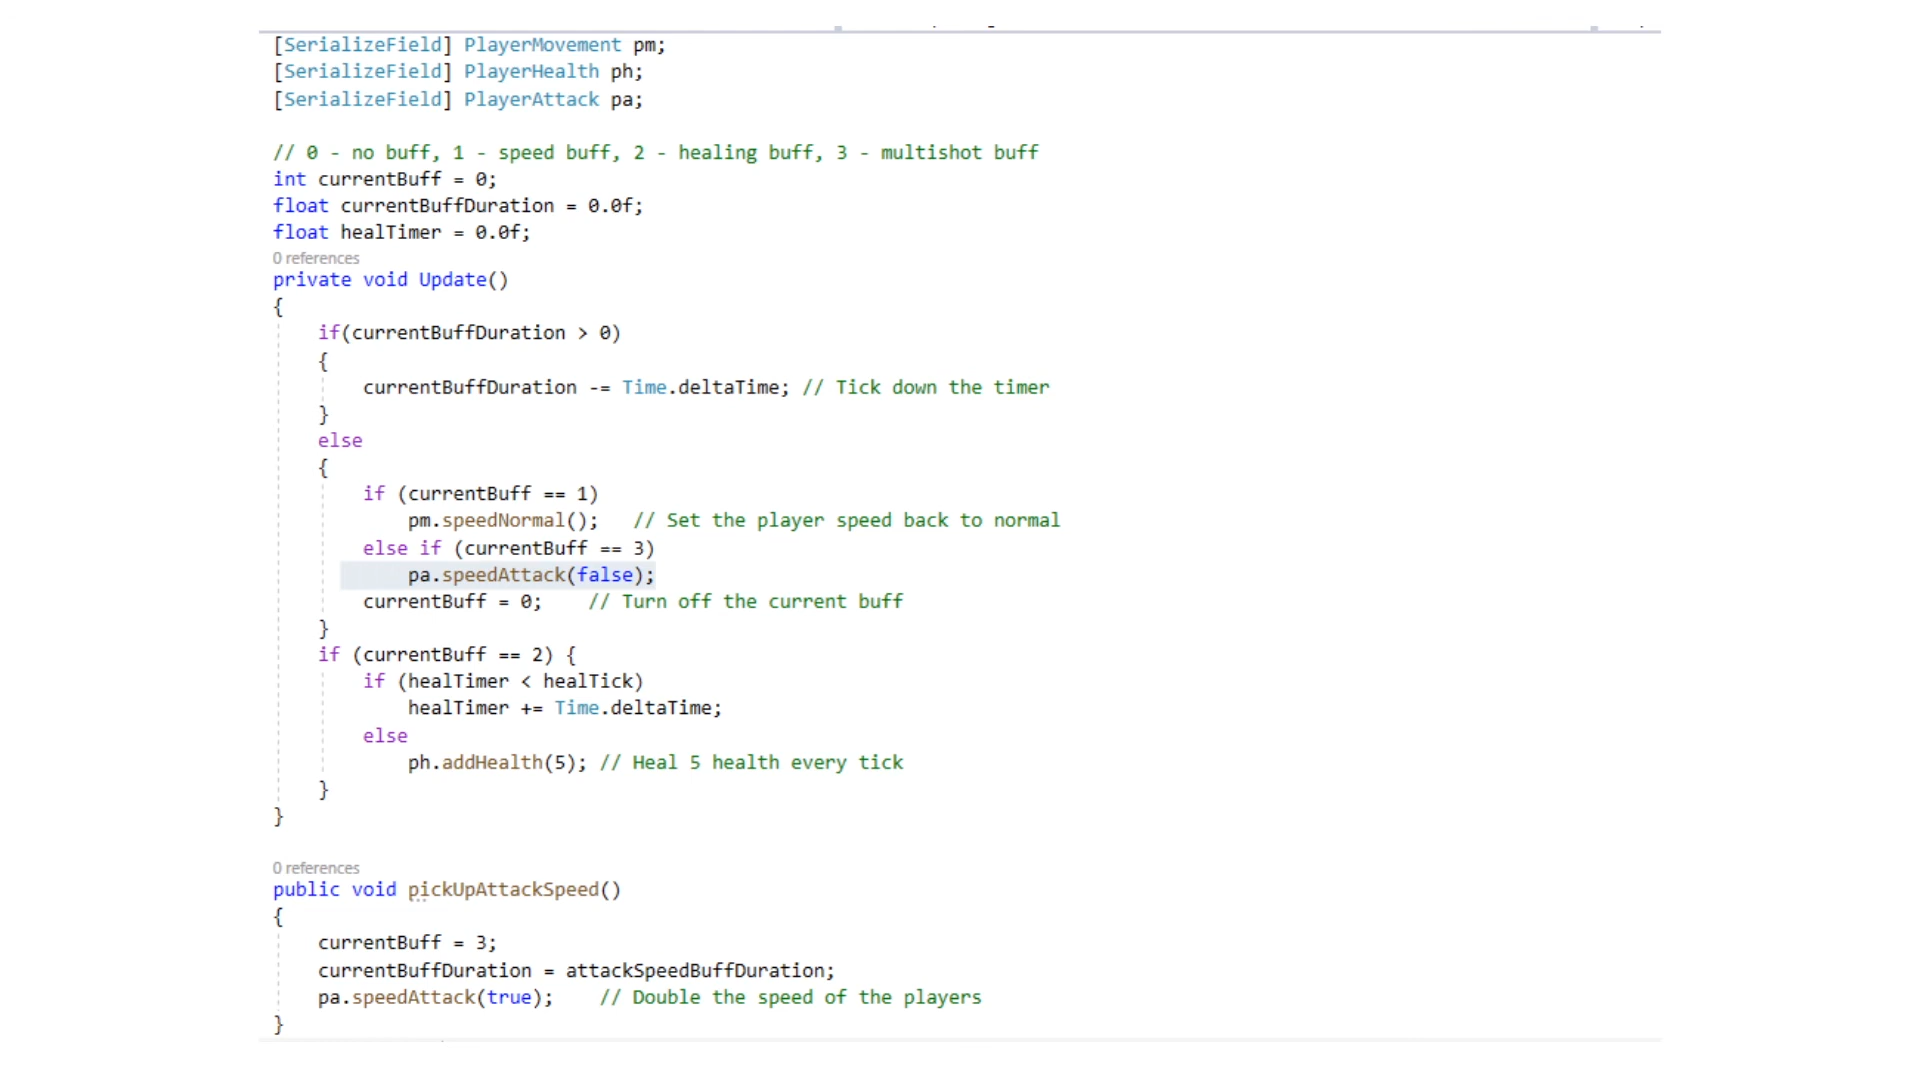 [SerializeField] PlayerMovement pm;
[SerializeField] PlayerHealth ph;
[SerializeField] PlayerAttack pa;
// 0 - no buff, 1 - speed buff, 2 - healing buff, 3 - multishot buff
int currentBuff = 0;
float currentBuffDuration = 0.0f;
float healTimer = 0.0f;
0 references
private void Update()
{
if(currentBuffDuration > 0)
{
currentBuffDuration -= Time.deltaTime; // Tick down the timer
}
else
{
if (currentBuff == 1)
pm.speedNormal(); // Set the player speed back to normal
else if (currentBuff == 3)
pa.speedAttack(false);
currentBuff = 0; // Turn off the current buff
}
if (currentBuff == 2) {
if (healTimer < healTick)
healTimer += Time.deltaTime;
else
ph.addHealth(5); // Heal 5 health every tick
}
}
0 references
public void pickUpAttackSpeed()
{
currentBuff = 3;
currentBuffDuration = attackSpeedBuffDuration;
pa.speedAttack(true); // Double the speed of the players
}